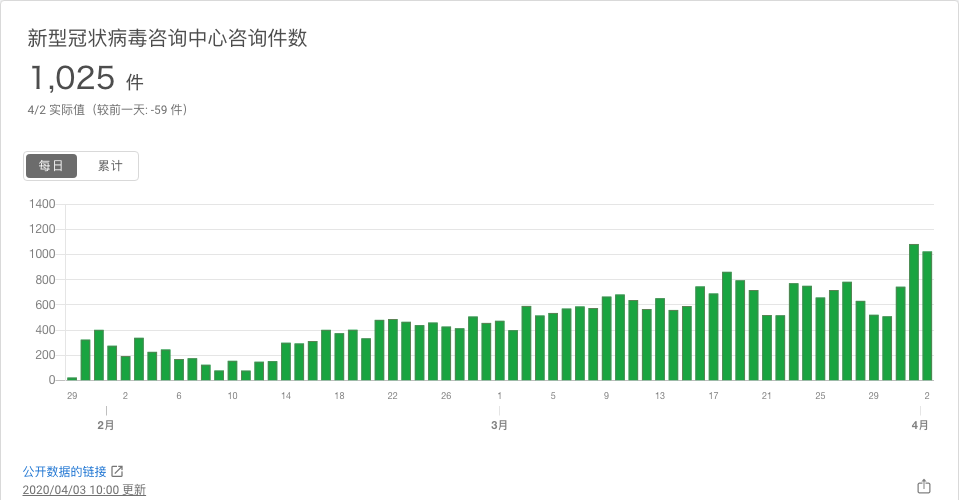 新型冠状病毒咨询中心咨询件数
1,025 件
4/2 实际值（较前一天: -59 件）
每日 累计
1400
1200
1000
800
600
400
200
0
29 2 6 10 14 18 22 26 1 5 9 13 17 21 25 29 2
2月 3月 4月
公开数据的链接
2020/04/03 10:00 更新